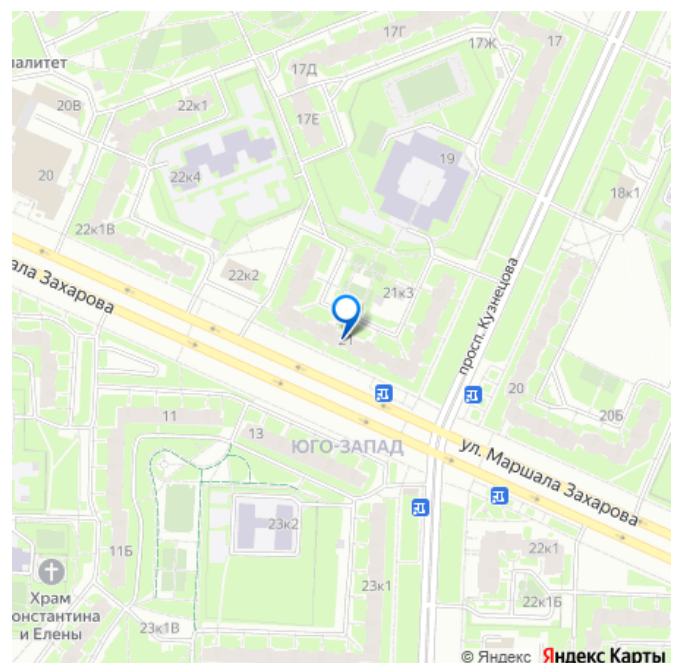 17Г
17Ж
17
алитет
17Д
20В
22к1
17Е
19
20
22к4
18к1
22к1В
22к2
21к3
ала Захарова
просп. Кузнецова
21
20
11
20Б
13
ЮГО-ЗАПАД
ул. Маршала Захарова
23к2
11Б
22к1
23к1
Храм
онстантина
и Елены
22к1Б
23к1В
© Яндекс Яндекс Карты